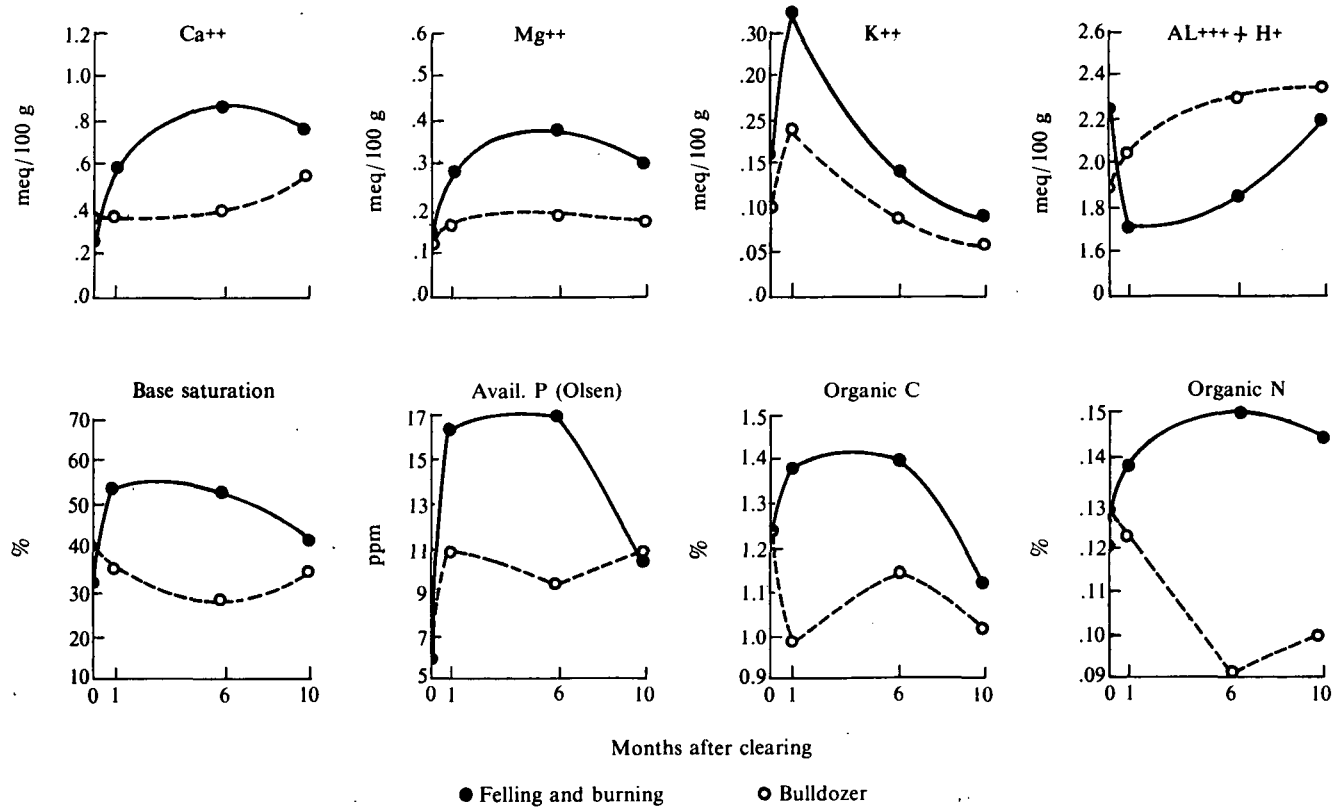 Ca++
1.2
1.0
.8
.6
.4
.2
.0
meq/100 g
Mg++
.6
.5
.4
.3
.2
.1
.0
meq/100 g
K++
.30
.20
.25
.15
.10
.05
.0
meq/100 g
AL+++ + H+
2.6
2.4
2.2
2.0
1.8
1.6
0
meq/100 g
Base saturation
70
60
50
40
30
20
10
%
0 1 6 10
Avail. P (Olsen)
17
15
13
11
9
7
5
ppm
0 1 6 10
Organic C
1.5
1.4
1.3
1.2
1.1
1.0
0.9
%
0 1 6 10
Organic N
.15
.14
.13
.12
.11
.10
.09
%
0 1 6 10
Months after clearing
Felling and burning
Bulldozer